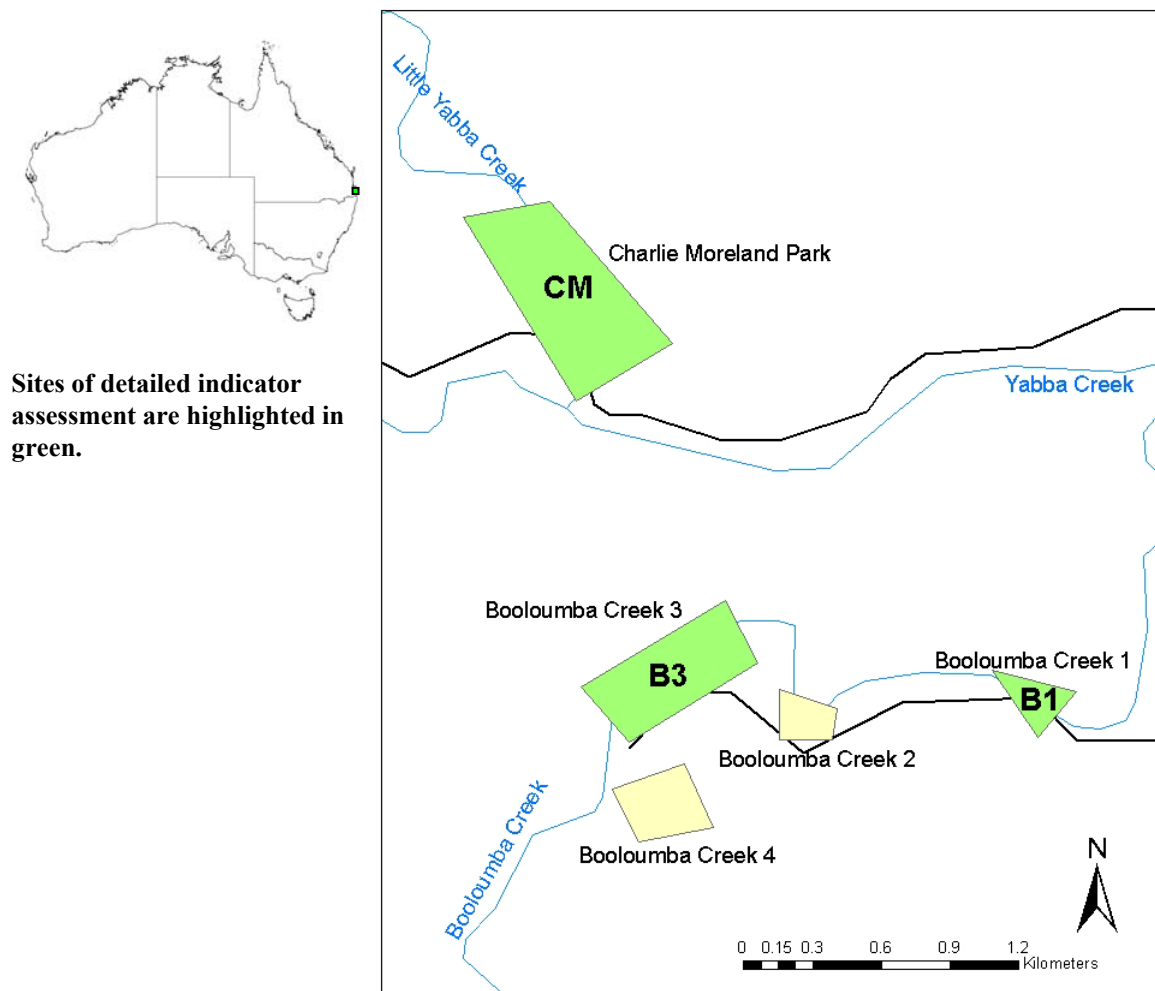 Sites of detailed indicator
assessment are highlighted in
green.
Little Yabba Creek
Charlie Moreland Park
CM
Yabba Creek
Booloumba Creek 3
B3
Booloumba Creek 1
B1
Booloumba Creek 2
Booloumba Creek 4
Booloumba Creek
N
0 0.15 0.3 0.6 0.9 1.2
Kilometers